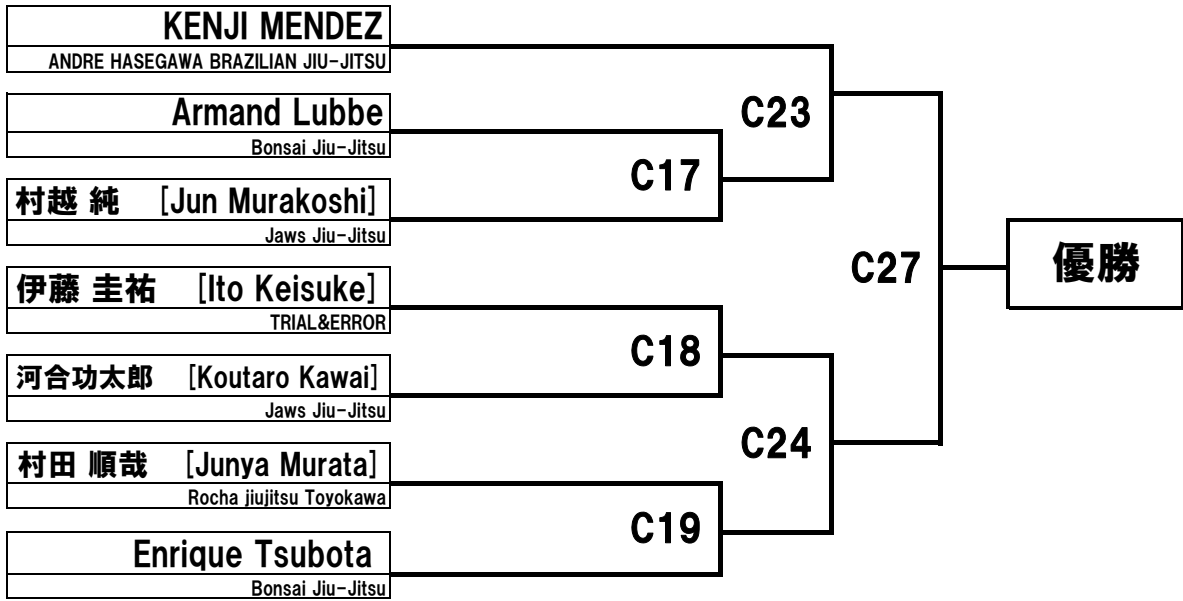 KENJI MENDEZ
ANDRE HASEGAWA BRAZILIAN JIU-JITSU
Armand Lubbe
Bonsai Jiu-Jitsu
村越 純 [Jun Murakoshi]
Jaws Jiu-Jitsu
伊藤 圭祐 [Ito Keisuke]
TRIAL&ERROR
河合功太郎 [Koutaro Kawai]
Jaws Jiu-Jitsu
村田 順哉 [Junya Murata]
Rocha jiujitsu Toyokawa
Enrique Tsubota
Bonsai Jiu-Jitsu
C17
C18
C19
C23
C24
C27
優勝